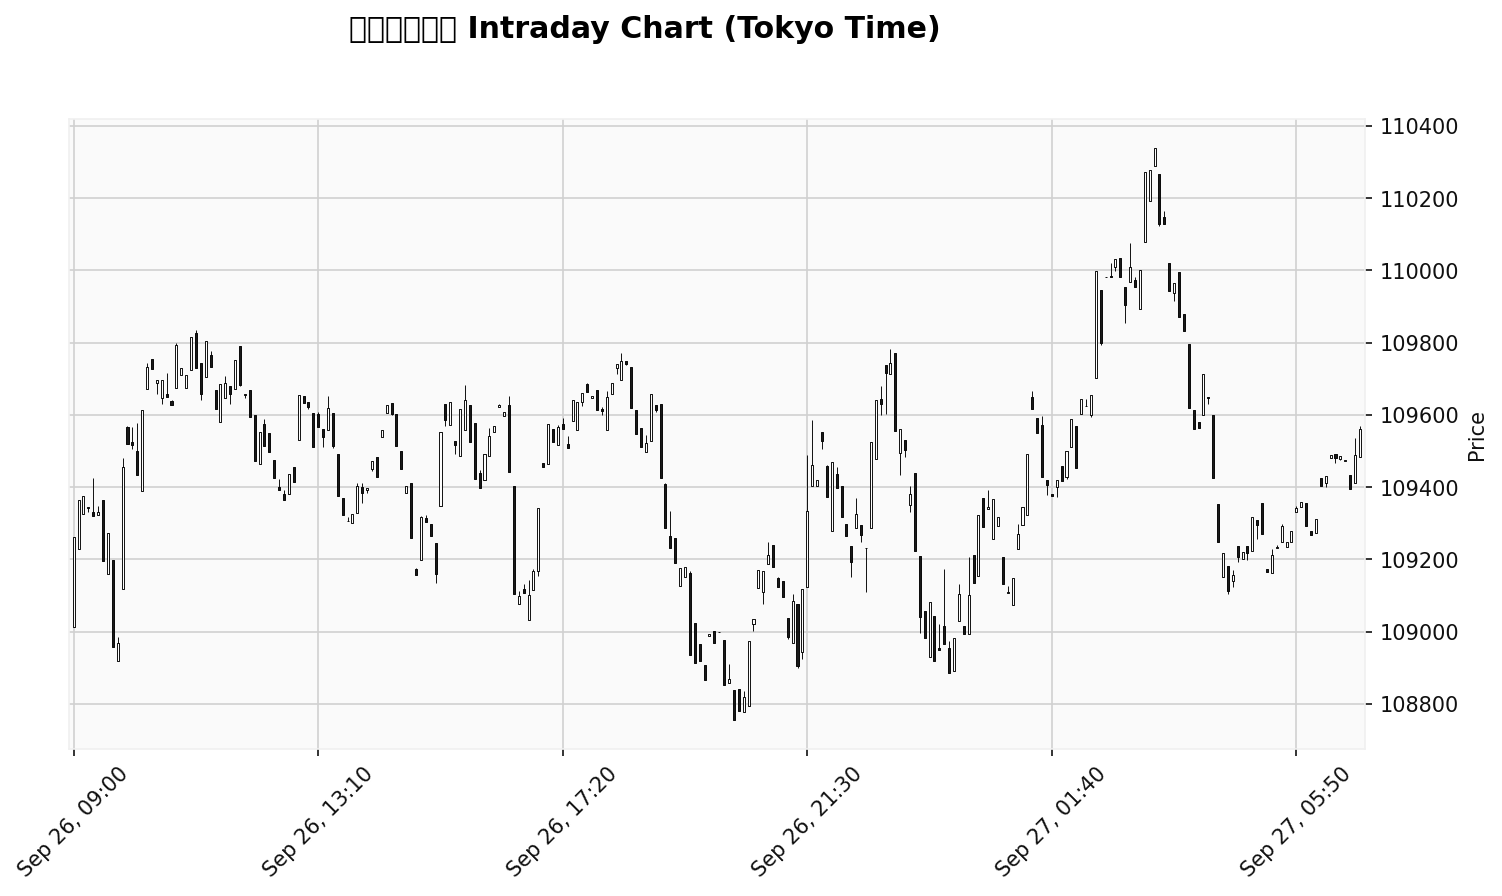 Intraday Chart (Tokyo Time)
110400
110200
110000
109800
109600
109400
109200
109000
108800
Price
Sep 26, 09:00
Sep 26, 13:10
Sep 26, 17:20
Sep 26, 21:30
Sep 27, 01:40
Sep 27, 05:50